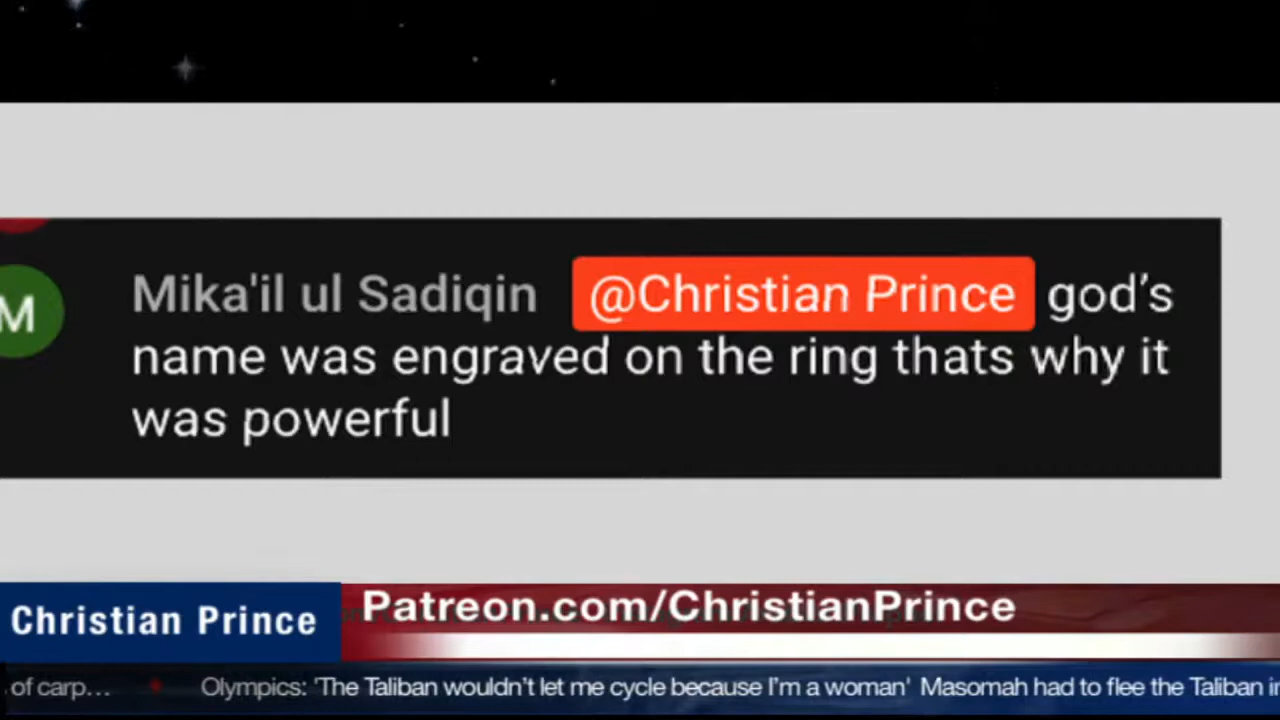 M
Mika'il ul Sadiqin @Christian Prince god’s
name was engraved on the ring thats why it
was powerful
Patreon.com/ChristianPrince
Christian Prince
of carp... Olympics: 'The Taliban wouldn't let me cycle because I'm a woman' Masomah had to flee the Taliban